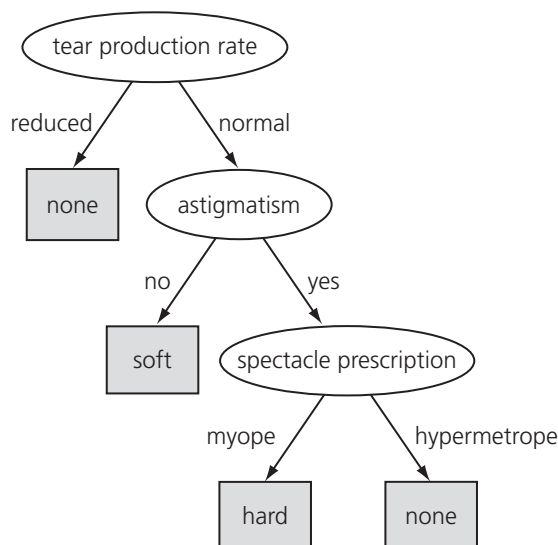 tear production rate
reduced
normal
none
astigmatism
no
yes
soft
spectacle prescription
myope
hypermetrope
hard
none